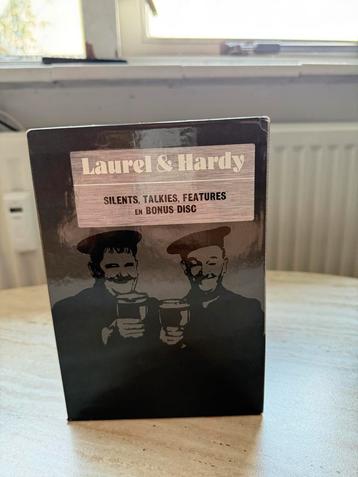 Laurel & Hardy
SILENTS, TALKIES, FEATURES
EN BONUS DISC